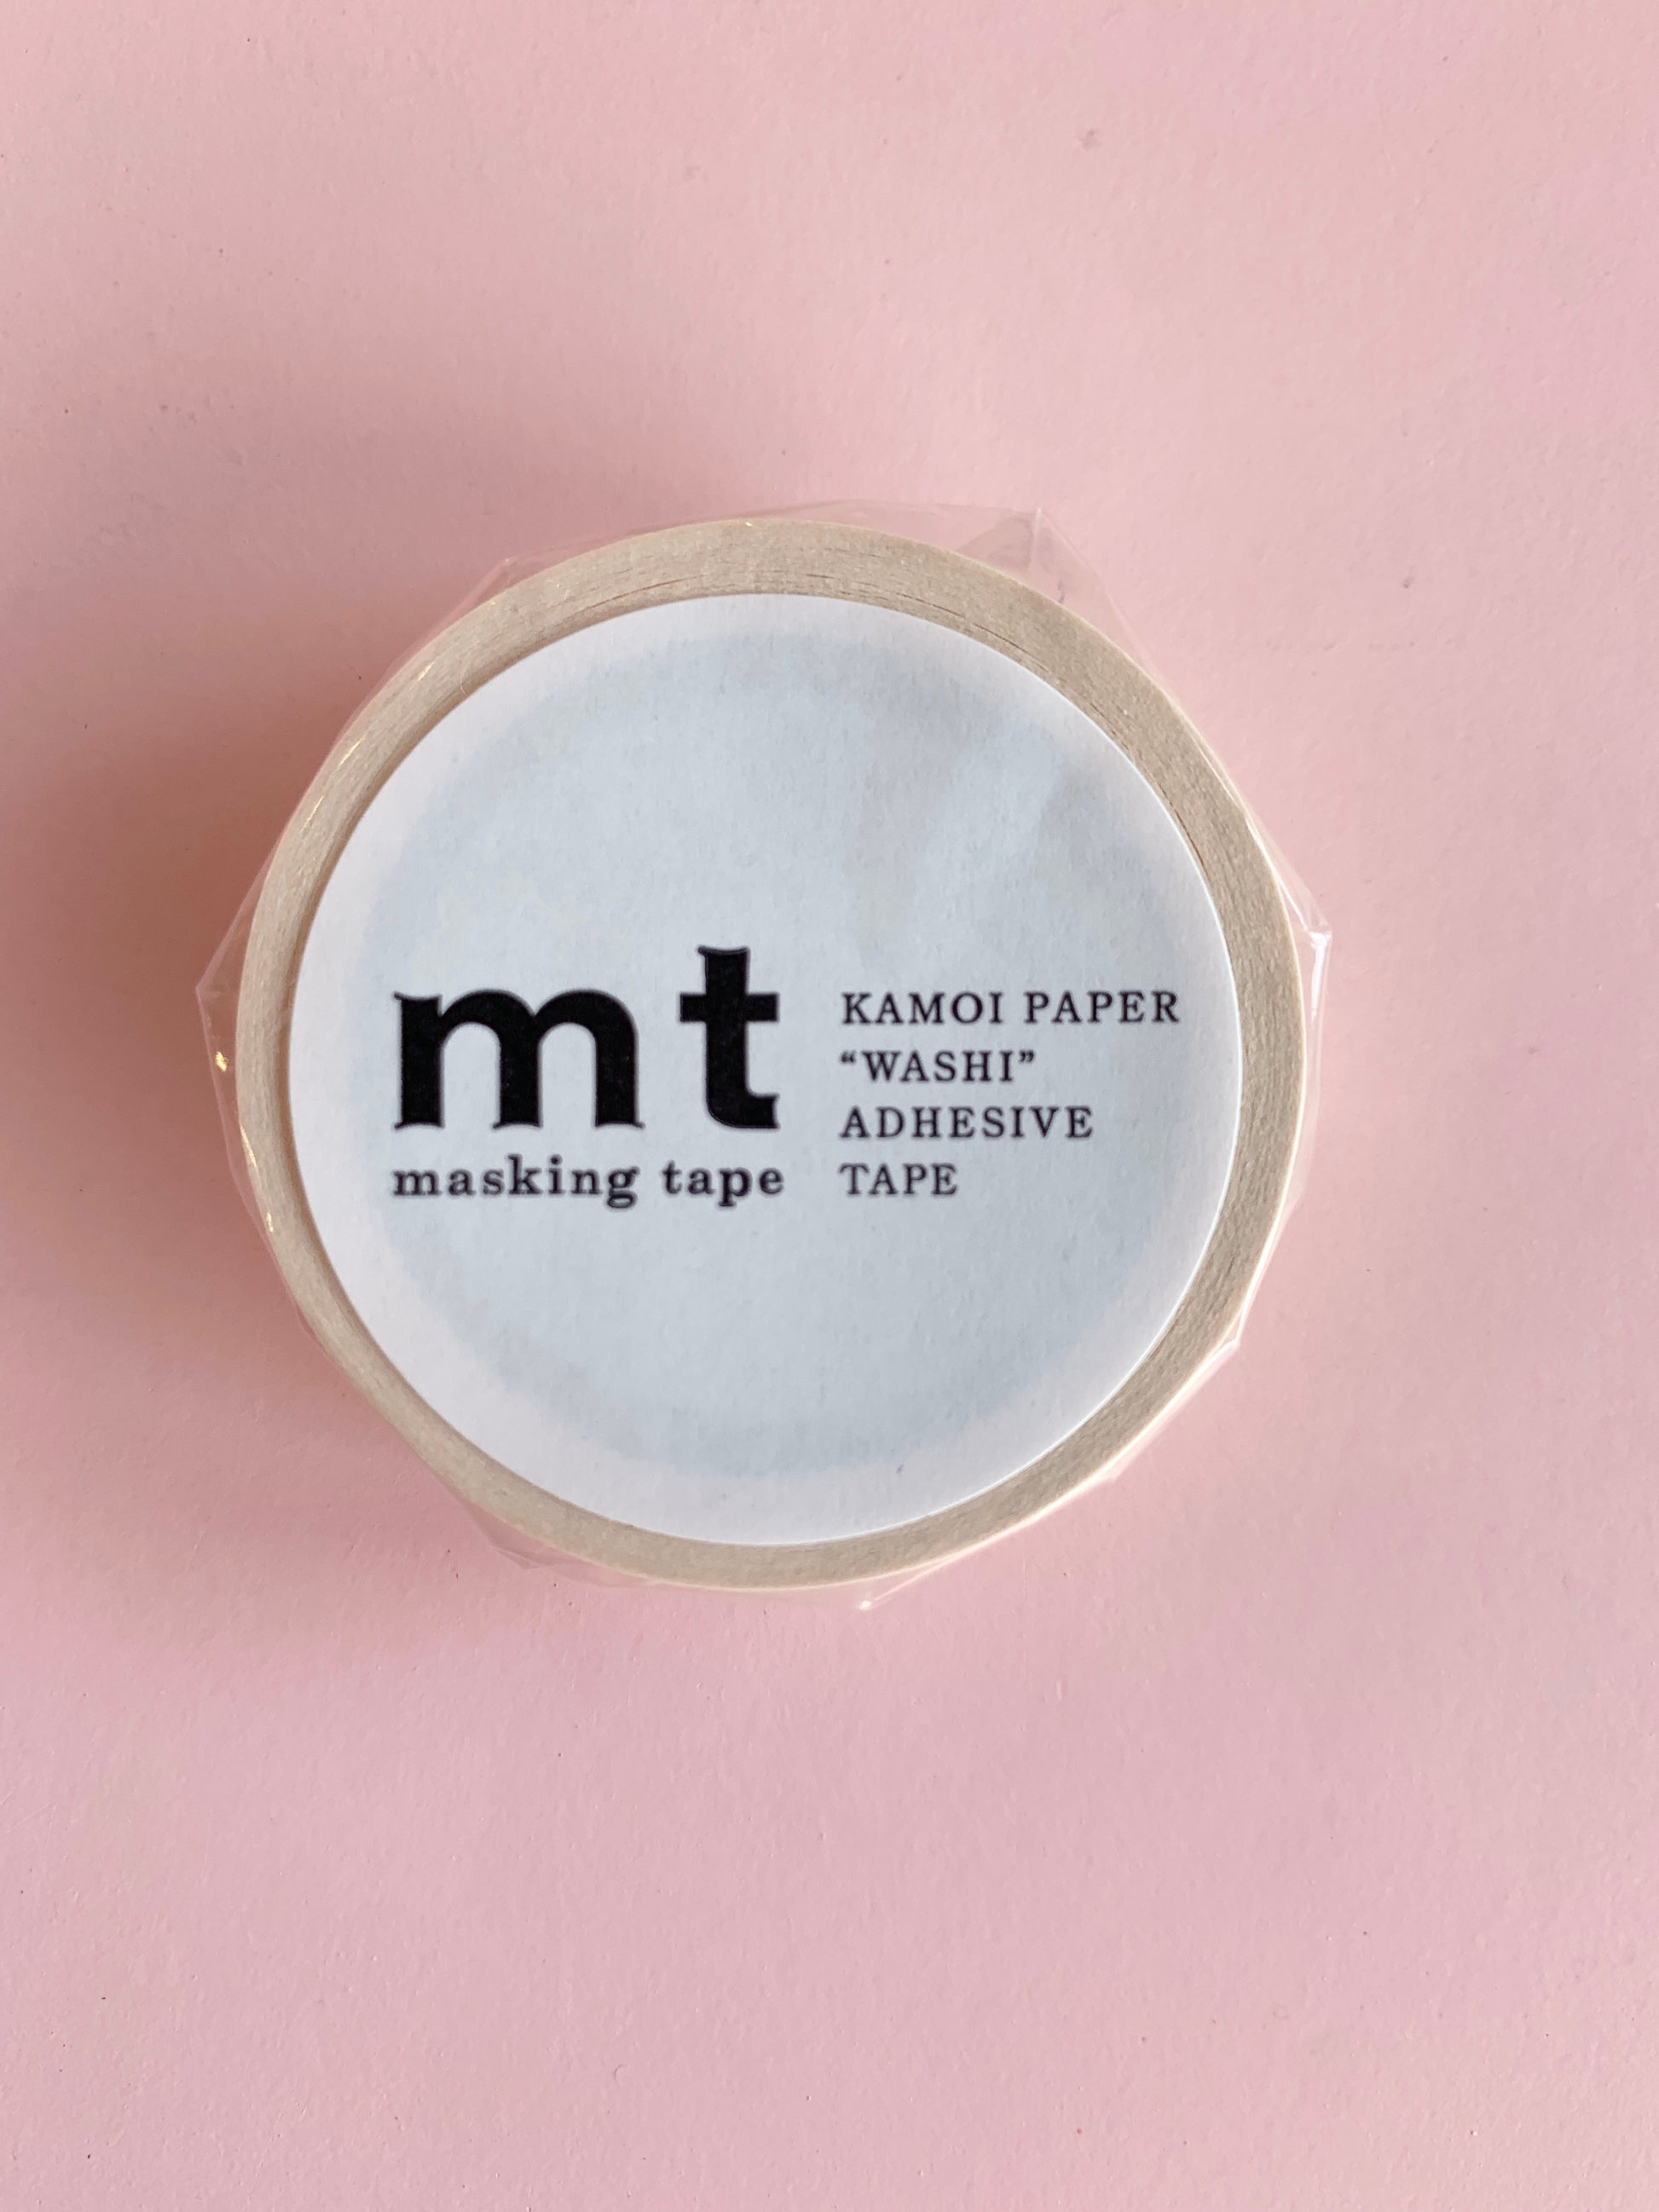 mt
masking tape
KAMOI PAPER
“WASHI”
ADHESIVE
TAPE